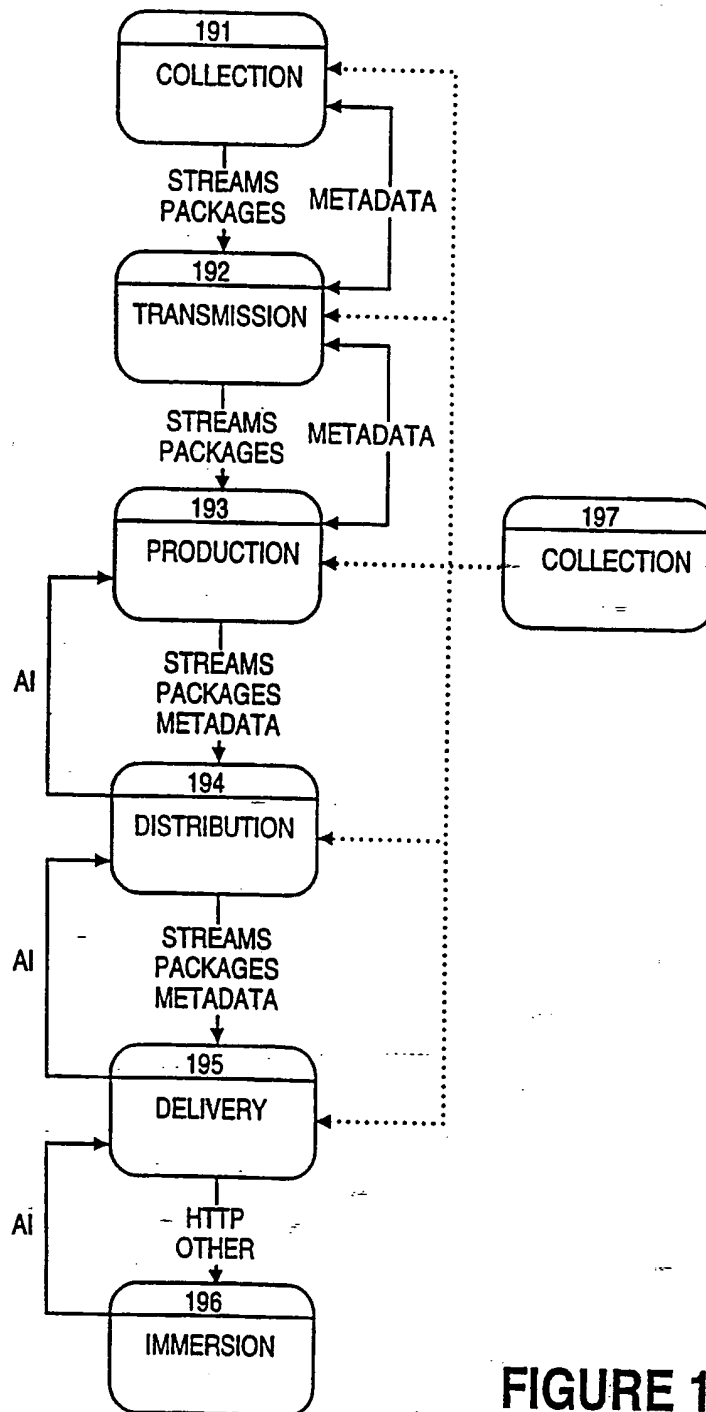 191
COLLECTION
STREAMS
PACKAGES
METADATA
192
TRANSMISSION
STREAMS
PACKAGES
METADATA
193
PRODUCTION
197
COLLECTION
AI
STREAMS
PACKAGES
METADATA
194
DISTRIBUTION
AI
STREAMS
PACKAGES
METADATA
195
DELIVERY
AI
HTTP
OTHER
196
IMMERSION
FIGURE 1